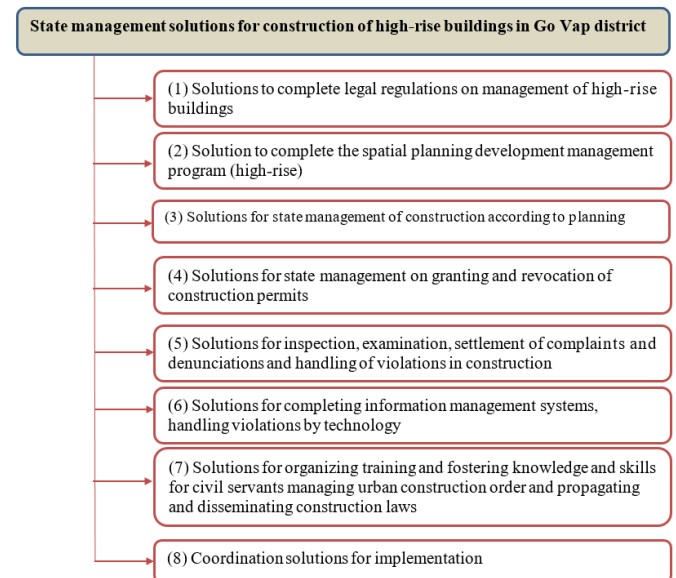 State management solutions for construction of high-rise buildings in Go Vap district
(1) Solutions to complete legal regulations on management of high-rise
buildings
(2) Solution to complete the spatial planning development management
program (high-rise)
(3) Solutions for state management of construction according to planning
(4) Solutions for state management on granting and revocation of
construction permits
(5) Solutions for inspection, examination, settlement of complaints and
denunciations and handling of violations in construction
(6) Solutions for completing information management systems,
handling violations by technology
(7) Solutions for organizing training and fostering knowledge and skills
for civil servants managing urban construction order and propagating
and disseminating construction laws
(8) Coordination solutions for implementation